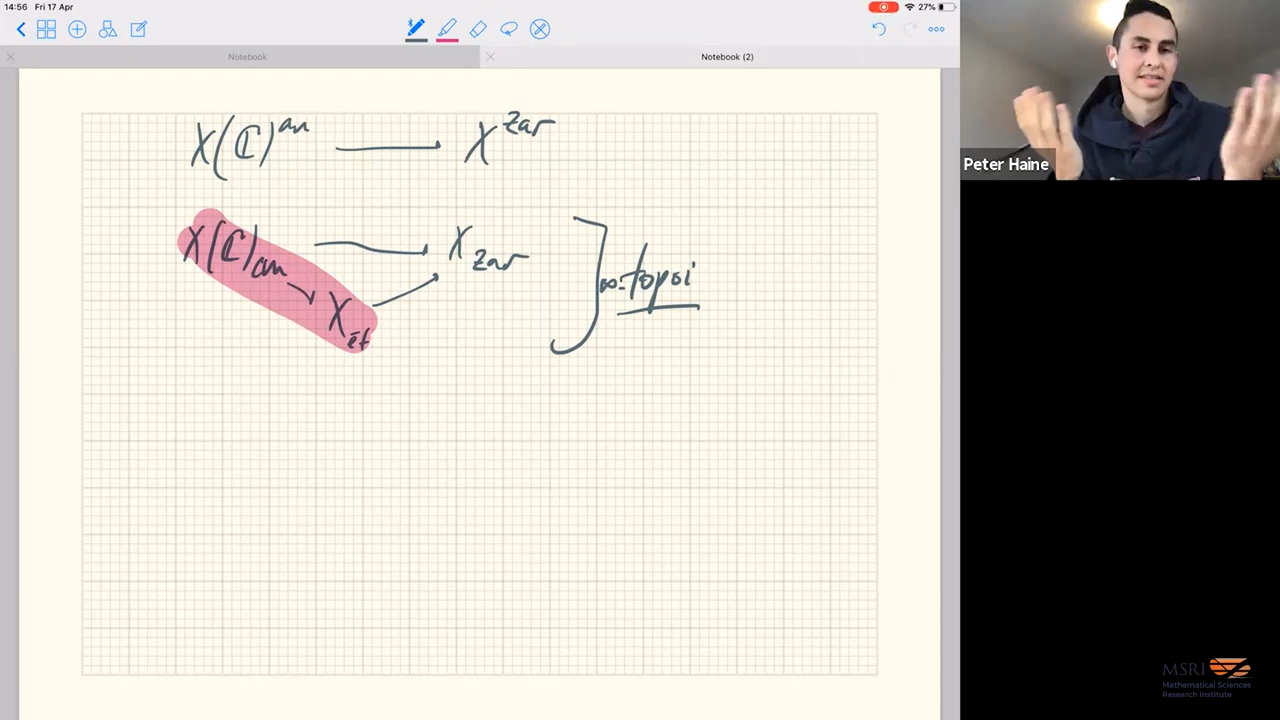 14:56 Fri 17 Apr
27%
Notebook
Notebook (2)
X(ℂ)^an → X^Zar
X(ℂ)_an → X_Zar
X_ét
∞-topoi
Peter Haine
MSRI
Mathematical Sciences
Research Institute